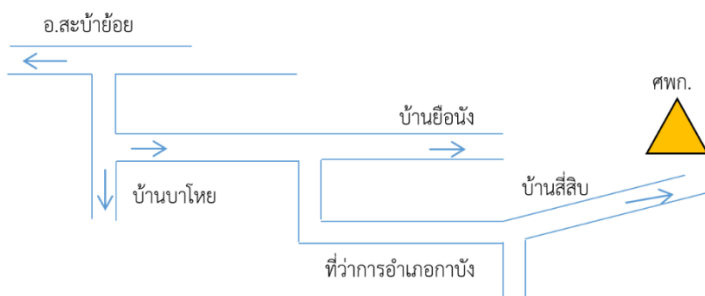 อ.สะบ้าย้อย
ศพก.
บ้านยือนัง
บ้านสี่สิบ
บ้านบาโหย
ที่ว่าการอำเภอกาบัง